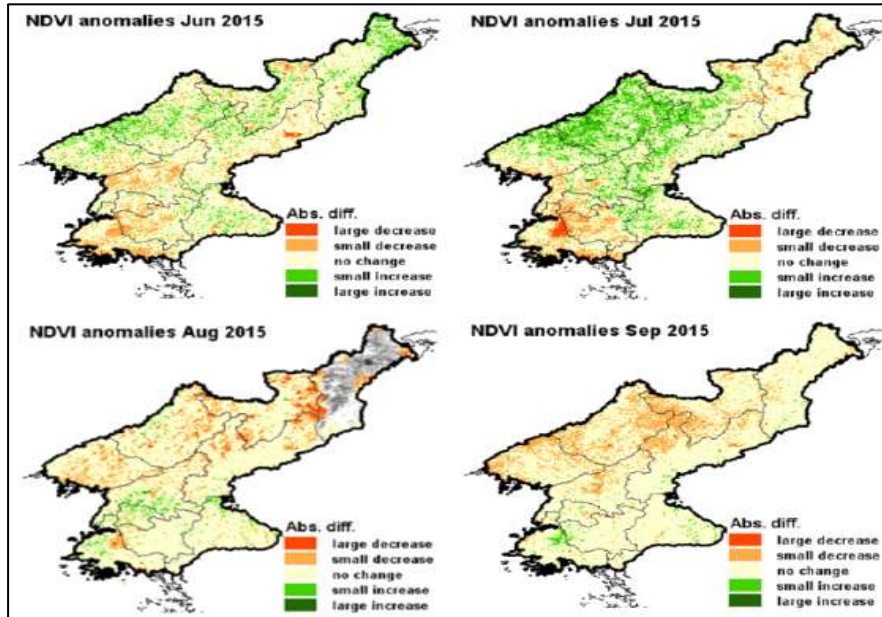 NDVI anomalies Jun 2015
Abs. diff.
large decrease
small decrease
no change
small increase
large increase
NDVI anomalies Jul 2015
Abs. diff.
large decrease
small decrease
no change
small increase
large increase
NDVI anomalies Aug 2015
Abs. diff.
large decrease
small decrease
no change
small increase
large increase
NDVI anomalies Sep 2015
Abs. diff.
large decrease
small decrease
no change
small increase
large increase